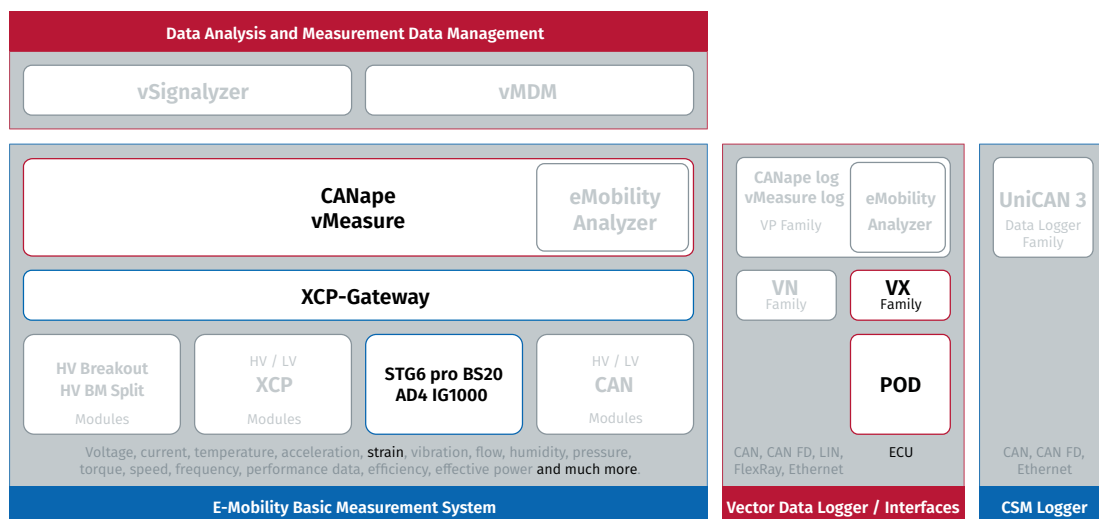 Data Analysis and Measurement Data Management
vSignalyzer
vMDM
CANape
vMeasure
eMobility
Analyzer
XCP-Gateway
HV Breakout
HV BM Split
Modules
HV / LV
XCP
Modules
STG6 pro BS20
AD4 IG1000
HV / LV
CAN
Modules
Voltage, current, temperature, acceleration, strain, vibration, flow, humidity, pressure,
torque, speed, frequency, performance data, efficiency, effective power and much more.
E-Mobility Basic Measurement System
CANape log
vMeasure log
VP Family
eMobility
Analyzer
VN
Family
VX
Family
POD
CAN, CAN FD, LIN,
FlexRay, Ethernet
ECU
Vector Data Logger / Interfaces
UniCAN 3
Data Logger
Family
CAN, CAN FD,
Ethernet
CSM Logger